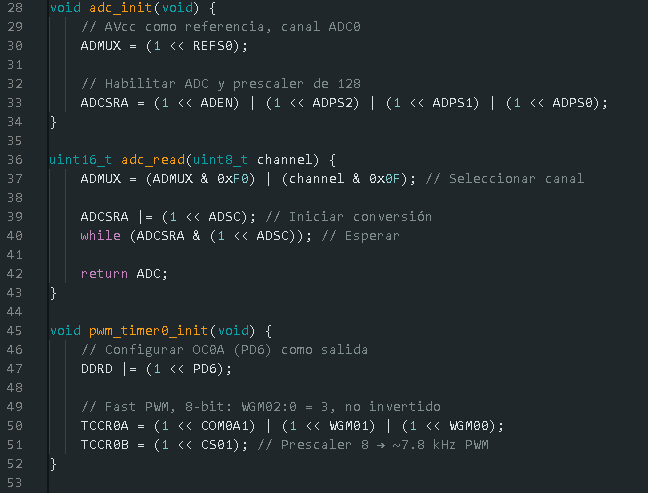 28 void adc_init(void) {
29     // AVcc como referencia, canal ADC0
30     ADMUX = (1 << REFS0);
31
32     // Habilitar ADC y prescaler de 128
33     ADCSRA = (1 << ADEN) | (1 << ADPS2) | (1 << ADPS1) | (1 << ADPS0);
34 }
35
36 uint16_t adc_read(uint8_t channel) {
37     ADMUX = (ADMUX & 0xF0) | (channel & 0x0F); // Seleccionar canal
38
39     ADCSRA |= (1 << ADSC); // Iniciar conversión
40     while (ADCSRA & (1 << ADSC)); // Esperar
41
42     return ADC;
43 }
44
45 void pwm_timer0_init(void) {
46     // Configurar OC0A (PD6) como salida
47     DDRD |= (1 << PD6);
48
49     // Fast PWM, 8-bit: WGM02:0 = 3, no invertido
50     TCCR0A = (1 << COM0A1) | (1 << WGM01) | (1 << WGM00);
51     TCCR0B = (1 << CS01); // Prescaler 8 → ~7.8 kHz PWM
52 }
53